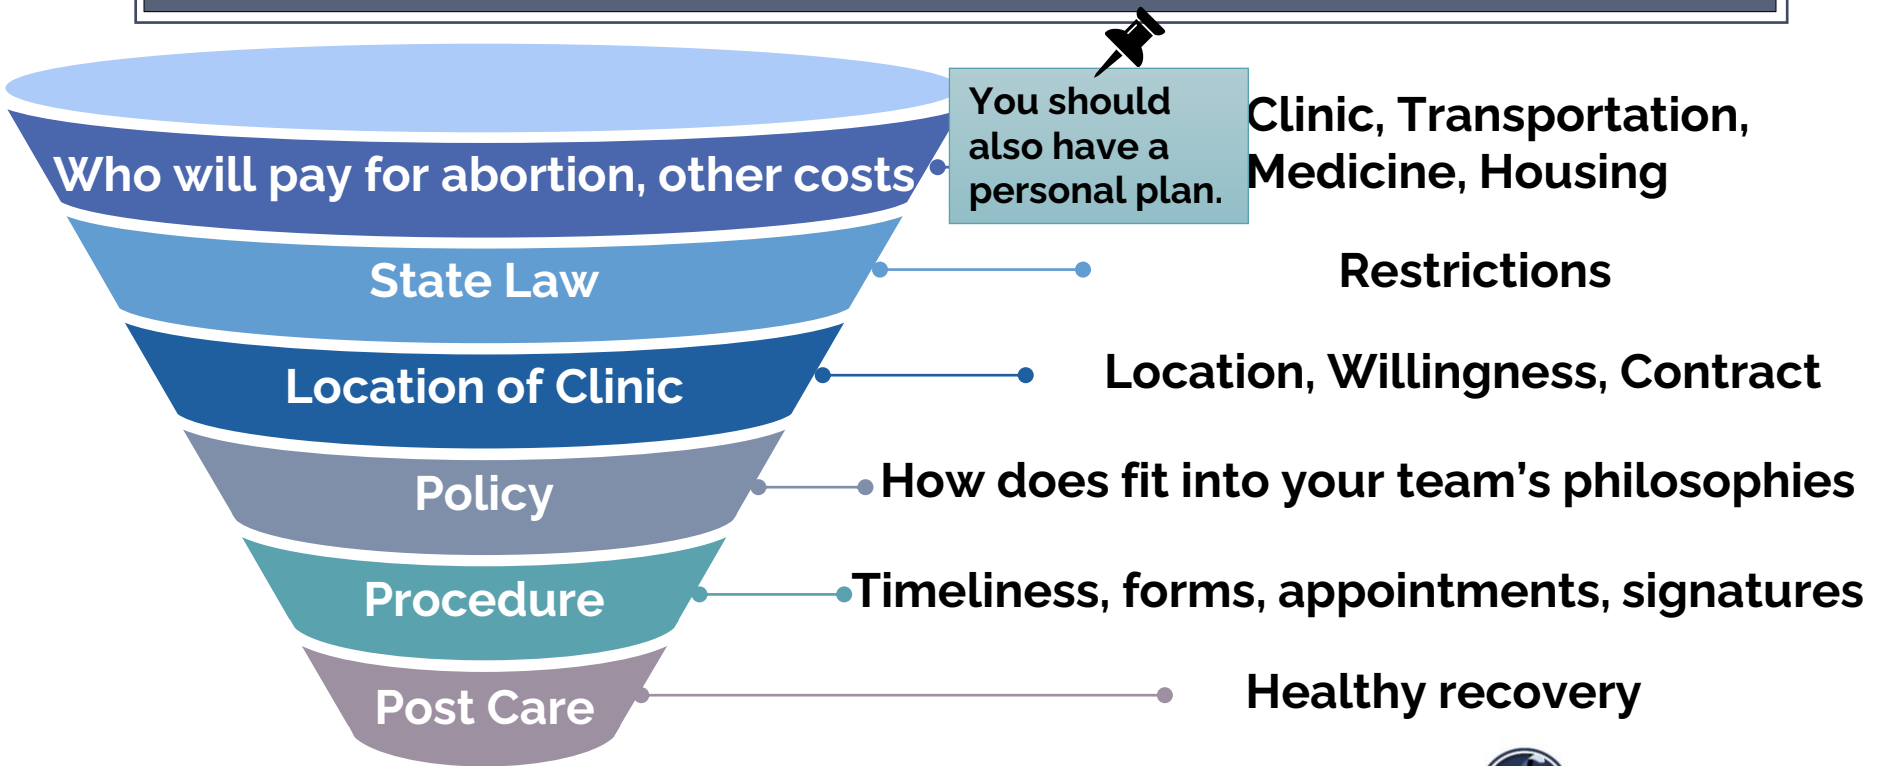 Who will pay for abortion, other costs
You should
also have a
personal plan.
Clinic, Transportation,
Medicine, Housing
State Law
Restrictions
Location of Clinic
Location, Willingness, Contract
Policy
How does fit into your team’s philosophies
Procedure
Timeliness, forms, appointments, signatures
Post Care
Healthy recovery